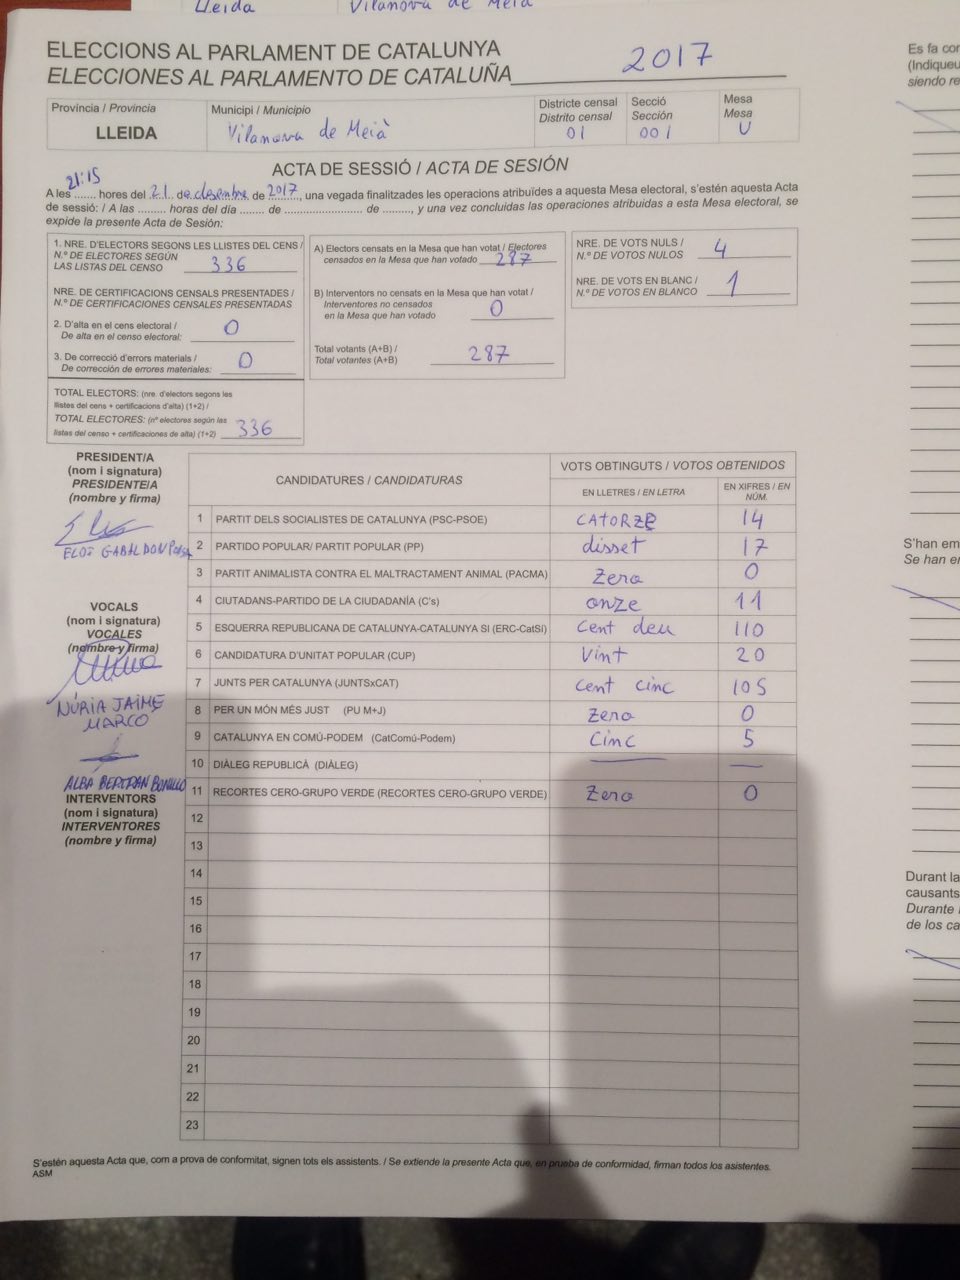 Lleida Vilanova de Meià
ELECCIONS AL PARLAMENT DE CATALUNYA
ELECCIONES AL PARLAMENTO DE CATALUÑA 2017
Província / Provincia
LLEIDA
Municipi / Municipio
Vilanova de Meià
Districte censal
Distrito censal
01
Secció
Sección
001
Mesa
Mesa
U
ACTA DE SESSIÓ / ACTA DE SESIÓN
21:15
A les ....... hores del 21 de desembre de 2017, una vegada finalitzades les operacions atribuïdes a aquesta Mesa electoral, s'estén aquesta Acta
de sessió: / A las ......... horas del día ....... de ......................... de ........, y una vez concluidas las operaciones atribuidas a esta Mesa electoral, se
expide la presente Acta de Sesión:
1. NRE. D'ELECTORS SEGONS LES LLISTES DEL CENS /
N.º DE ELECTORES SEGÚN
LAS LISTAS DEL CENSO 336
NRE. DE CERTIFICACIONS CENSALS PRESENTADES /
N.º DE CERTIFICACIONES CENSALES PRESENTADAS
2. D'alta en el cens electoral /
De alta en el censo electoral: 0
3. De correcció d'errors materials /
De corrección de errores materiales: 0
TOTAL ELECTORS: (nre. d'electors segons les
llistes del cens + certificacions d'alta) (1+2) /
TOTAL ELECTORES: (nº electores según las
listas del censo + certificaciones de alta) (1+2) 336
A) Electors censats en la Mesa que han votat / Electores
censados en la Mesa que han votado 287
B) Interventors no censats en la Mesa que han votat /
Interventores no censados
en la Mesa que han votado 0
Total votants (A+B) /
Total votantes (A+B) 287
NRE. DE VOTS NULS /
N.º DE VOTOS NULOS 4
NRE. DE VOTS EN BLANC /
N.º DE VOTOS EN BLANCO 1
PRESIDENT/A
(nom i signatura)
PRESIDENTE/A
(nombre y firma)
ELOI GABALDON
VOCALS
(nom i signatura)
VOCALES
(nombre y firma)
NÚRIA JAIME
MARCO
ALBA BERTRAN BONILLO
INTERVENTORS
(nom i signatura)
INTERVENTORES
(nombre y firma)
CANDIDATURES / CANDIDATURAS
VOTS OBTINGUTS / VOTOS OBTENIDOS
EN LLETRES / EN LETRA
EN XIFRES / EN
NÚM.
1 PARTIT DELS SOCIALISTES DE CATALUNYA (PSC-PSOE) CATORZE 14
2 PARTIDO POPULAR/ PARTIT POPULAR (PP) disset 17
3 PARTIT ANIMALISTA CONTRA EL MALTRACTAMENT ANIMAL (PACMA) Zero 0
4 CIUTADANS-PARTIDO DE LA CIUDADANÍA (C's) onze 11
5 ESQUERRA REPUBLICANA DE CATALUNYA-CATALUNYA SI (ERC-CatSí) Cent deu 110
6 CANDIDATURA D'UNITAT POPULAR (CUP) Vint 20
7 JUNTS PER CATALUNYA (JUNTSxCAT) cent cinc 105
8 PER UN MÓN MÉS JUST (PU M+J) Zero 0
9 CATALUNYA EN COMÚ-PODEM (CatComú-Podem) Cinc 5
10 DIÀLEG REPUBLICÀ (DIÀLEG)
11 RECORTES CERO-GRUPO VERDE (RECORTES CERO-GRUPO VERDE) Zero 0
12
13
14
15
16
17
18
19
20
21
22
23
S'estén aquesta Acta que, com a prova de conformitat, signen tots els assistents. / Se extiende la presente Acta que, en prueba de conformidad, firman todos los asistentes.
ASM
Es fa con
(Indiqueu
siendo re
S'han em
Se han en
Durant la
causants
Durante l
de los ca